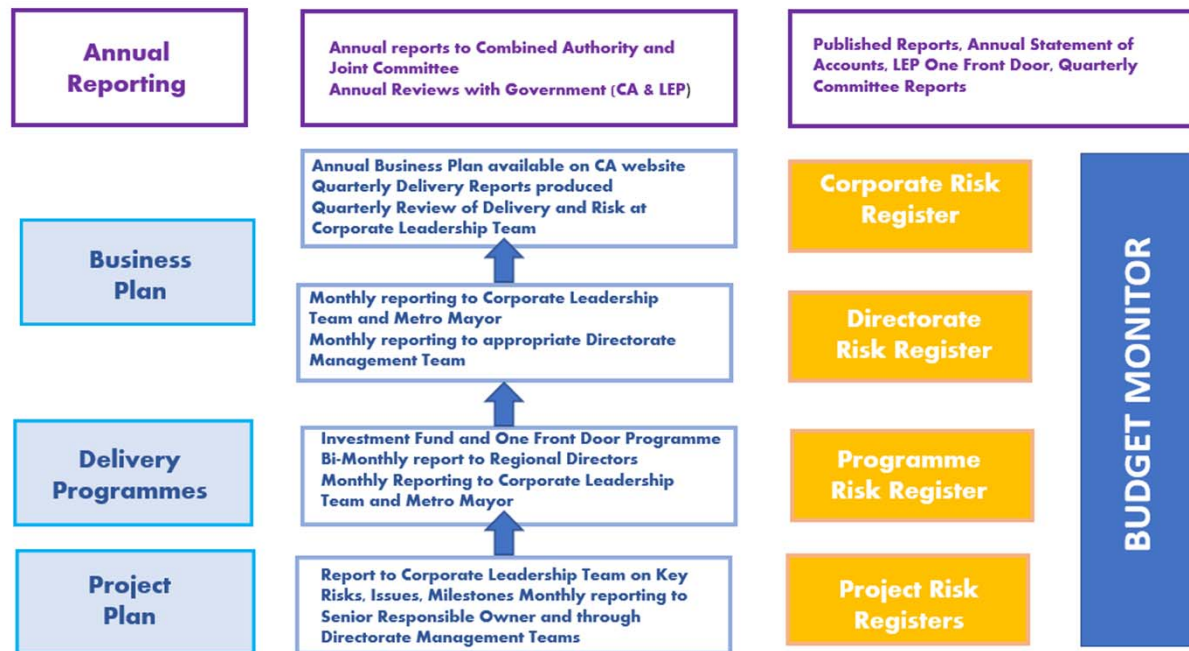 Annual
Reporting
Annual reports to Combined Authority and
Joint Committee
Annual Reviews with Government (CA & LEP)
Published Reports, Annual Statement of
Accounts, LEP One Front Door, Quarterly
Committee Reports
Business
Plan
Annual Business Plan available on CA website
Quarterly Delivery Reports produced
Quarterly Review of Delivery and Risk at
Corporate Leadership Team
Corporate Risk
Register
Monthly reporting to Corporate Leadership
Team and Metro Mayor
Monthly reporting to appropriate Directorate
Management Team
Directorate
Risk Register
Delivery
Programmes
Investment Fund and One Front Door Programme
Bi-Monthly report to Regional Directors
Monthly Reporting to Corporate Leadership
Team and Metro Mayor
Programme
Risk Register
Project
Plan
Report to Corporate Leadership Team on Key
Risks, Issues, Milestones Monthly reporting to
Senior Responsible Owner and through
Directorate Management Teams
Project Risk
Registers
BUDGET MONITOR